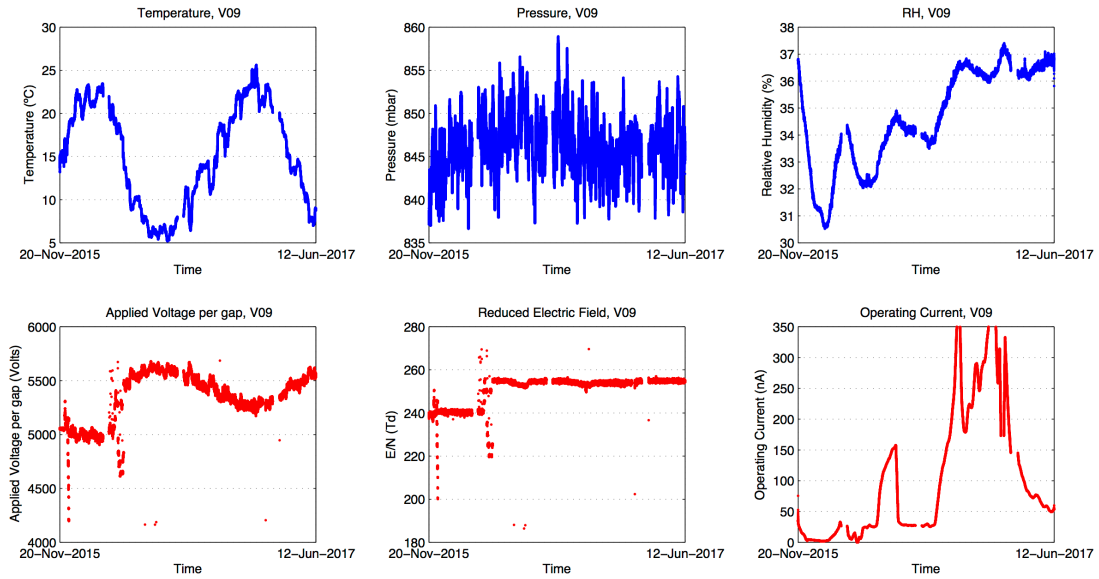 Temperature, V09
30
25
20
15
10
5
Temperature (ºC)
20−Nov−2015
12−Jun−2017
Time
Pressure, V09
860
855
850
845
840
835
Pressure (mbar)
20−Nov−2015
12−Jun−2017
Time
RH, V09
38
37
36
35
34
33
32
31
30
Relative Humidity (%)
20−Nov−2015
12−Jun−2017
Time
Applied Voltage per gap, V09
6000
5500
5000
4500
4000
Applied Voltage per gap (Volts)
20−Nov−2015
12−Jun−2017
Time
Reduced Electric Field, V09
280
260
240
220
200
180
E/N (Td)
20−Nov−2015
12−Jun−2017
Time
Operating Current, V09
350
300
250
200
150
100
50
0
Operating Current (nA)
20−Nov−2015
12−Jun−2017
Time